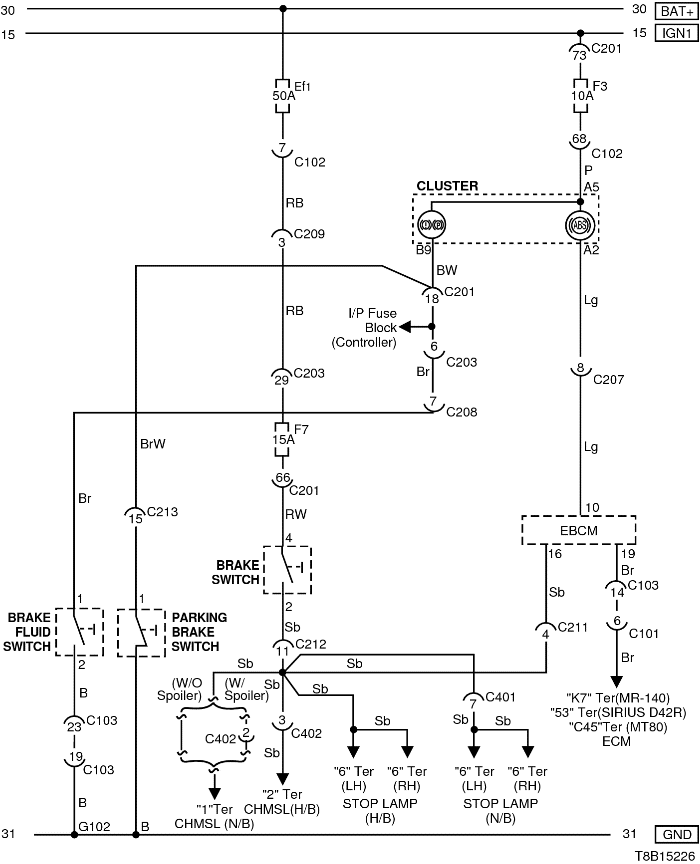 30
30 BAT+
15
15 IGN1
73 C201
Ef1
50A
F3
10A
7
C102
68
C102
P
A5
CLUSTER
RB
ABS
C209
3
B9
A2
BW
C201
18
Lg
RB
I/P Fuse
Block
(Controller)
6
C203
Br
C203
29
8
C207
7
C208
F7
15A
BrW
Lg
66
C201
Br
C213
15
RW
10
EBCM
4
BRAKE
SWITCH
16
19
Br
C103
14
Sb
2
1
1
BRAKE
FLUID
SWITCH
PARKING
BRAKE
SWITCH
Sb
C212
11
C211
4
6
C101
2
Br
Sb
Sb
(W/O
Spoiler)
(W/
Spoiler)
Sb
Sb
B
C401
7
"K7" Ter(MR-140)
"53" Ter(SIRIUS D42R)
"C45"Ter (MT80)
ECM
23
C103
C402
2
3
C402
Sb
Sb
Sb
Sb
19
C103
"6" Ter
(LH)
"6" Ter
(RH)
STOP LAMP
(H/B)
"6" Ter
(LH)
"6" Ter
(RH)
STOP LAMP
(N/B)
"2" Ter
CHMSL(H/B)
"1"Ter
CHMSL (N/B)
B
G102
B
31
31 GND
T8B15226